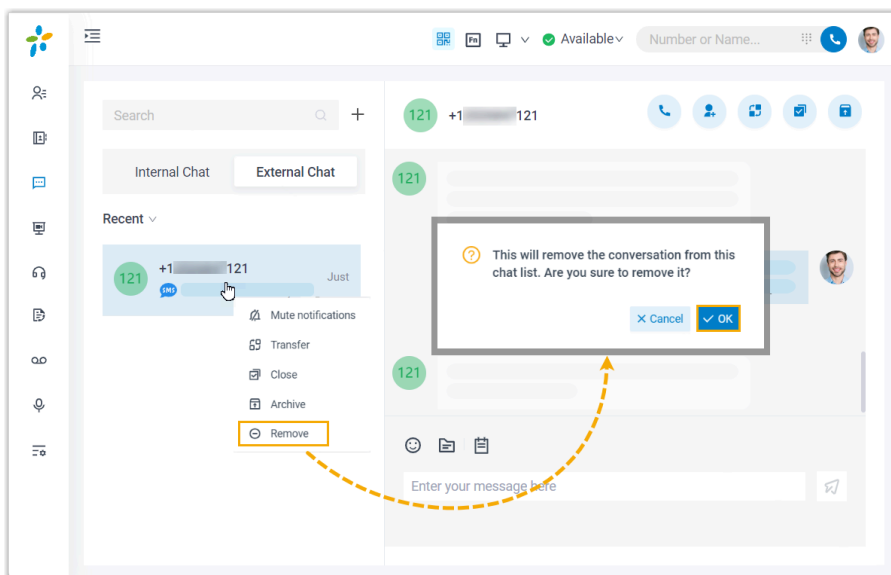 Fn
Available
Number or Name...
Search
121
+1 121
Internal Chat
External Chat
121
Recent
121
+1 121
Just
SMS
Mute notifications
Transfer
Close
Archive
Remove
This will remove the conversation from this
chat list. Are you sure to remove it?
Cancel
OK
121
Enter your message here